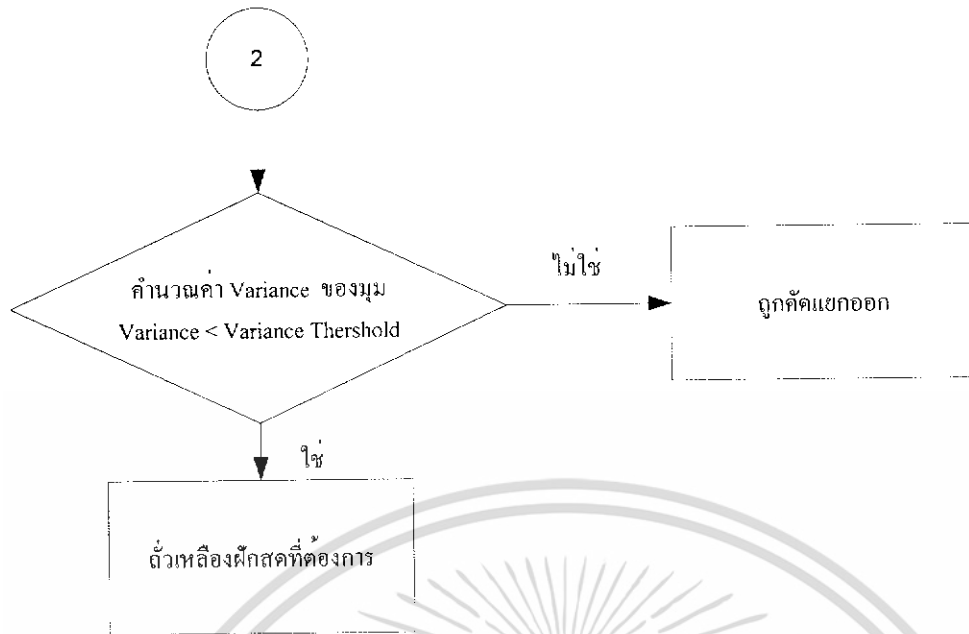 2
คำนวณค่า Variance ของมุม
Variance < Variance Thershold
ไม่ใช่
ถูกคัดแยกออก
ใช่
ถั่วเหลืองฝักสดที่ต้องการ